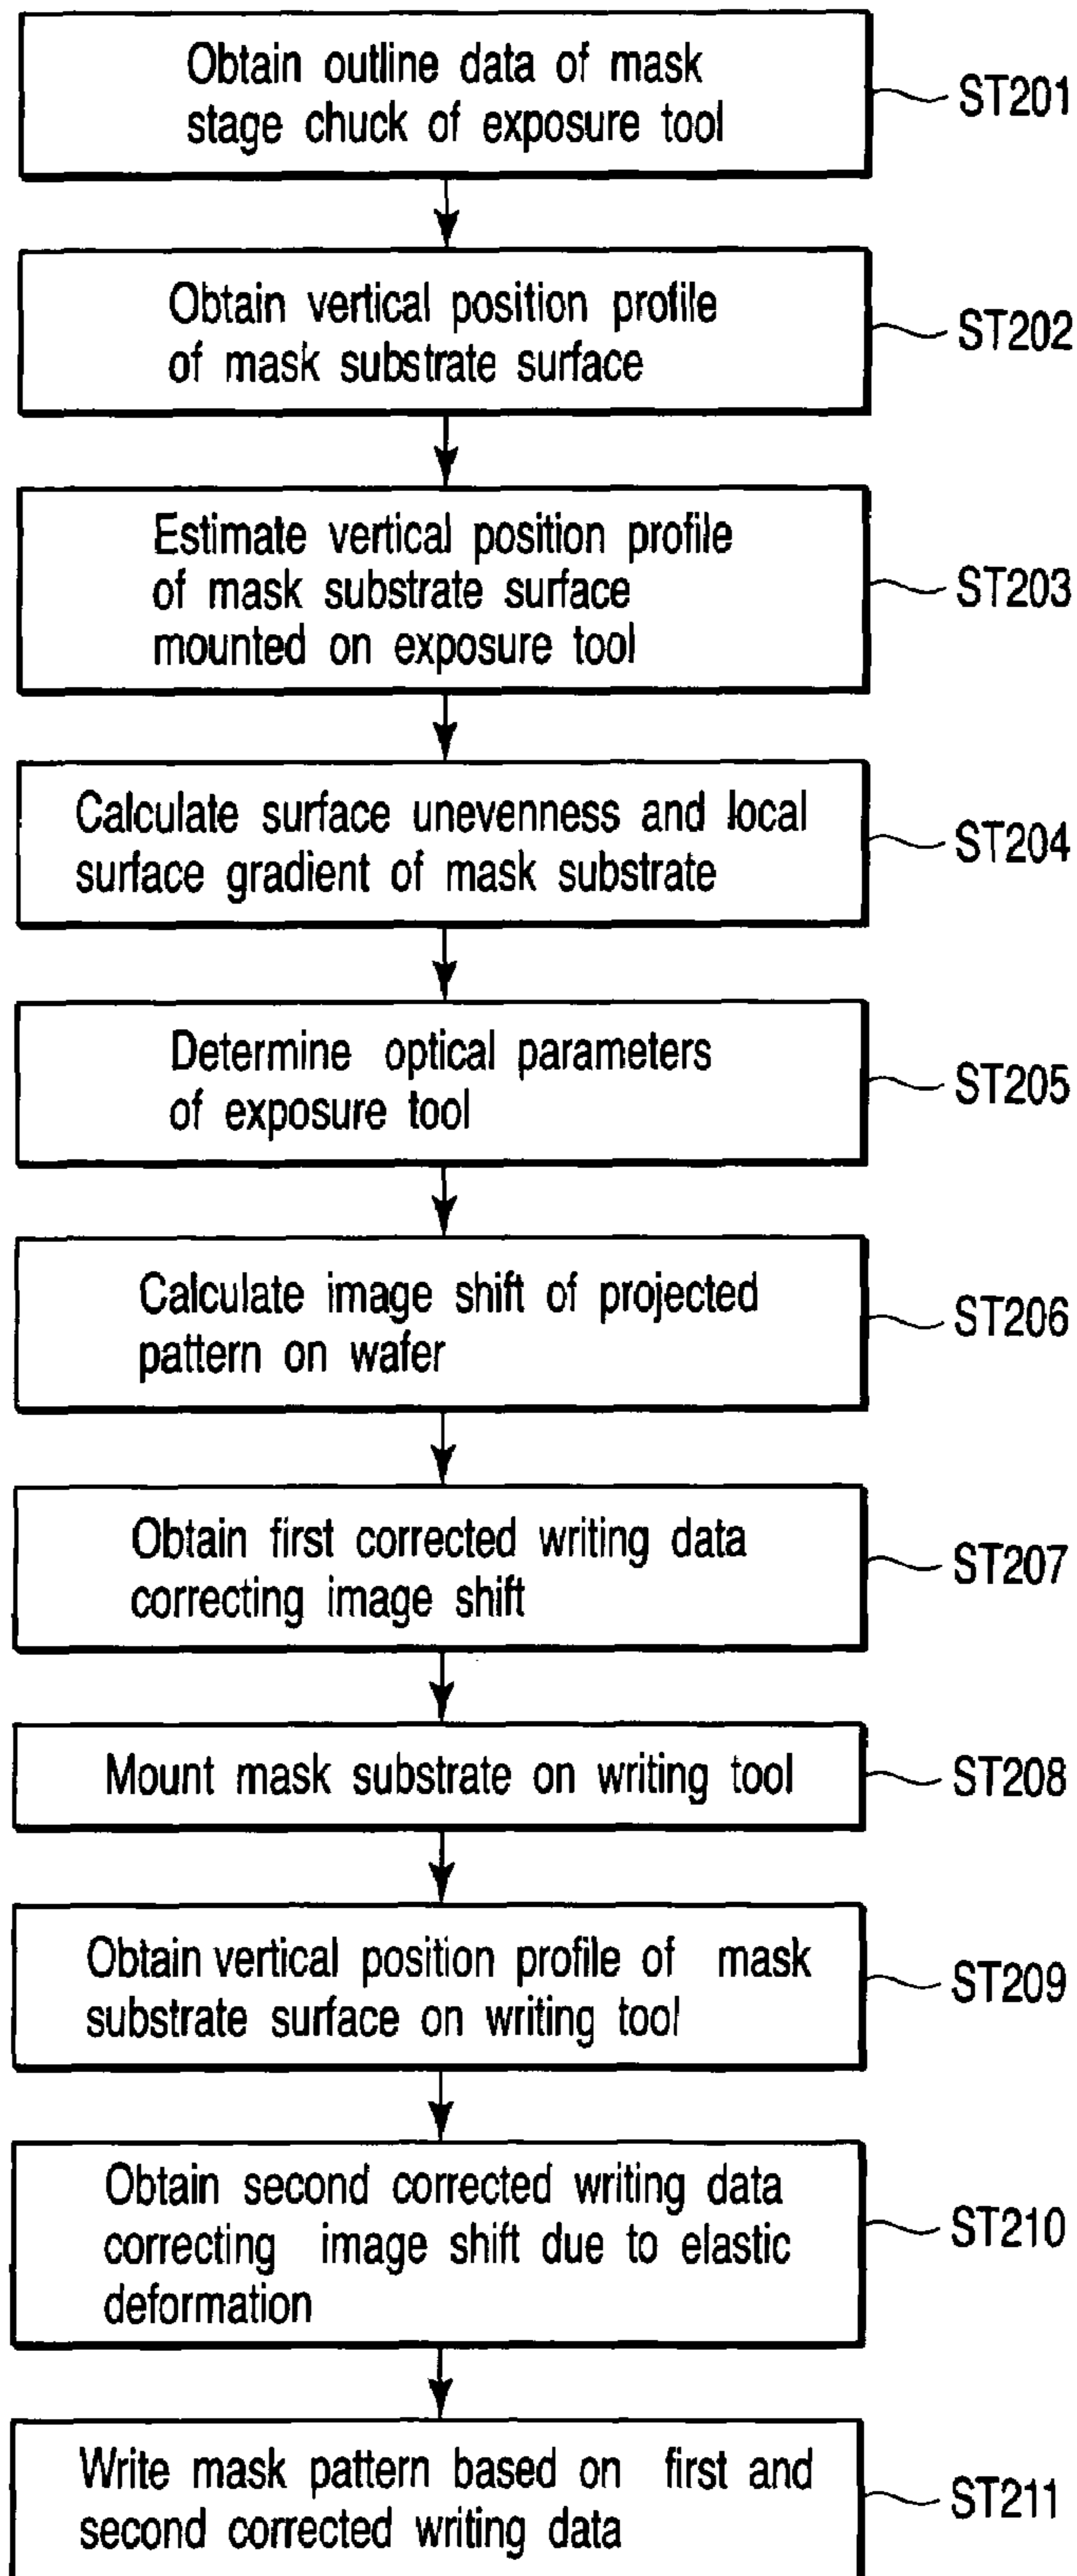 Obtain outline data of mask
stage chuck of exposure tool
ST201
Obtain vertical position profile
of mask substrate surface
ST202
Estimate vertical position profile
of mask substrate surface
mounted on exposure tool
ST203
Calculate surface unevenness and local
surface gradient of mask substrate
ST204
Determine optical parameters
of exposure tool
ST205
Calculate image shift of projected
pattern on wafer
ST206
Obtain first corrected writing data
correcting image shift
ST207
Mount mask substrate on writing tool
ST208
Obtain vertical position profile of mask
substrate surface on writing tool
ST209
Obtain second corrected writing data
correcting image shift due to elastic
deformation
ST210
Write mask pattern based on first and
second corrected writing data
ST211